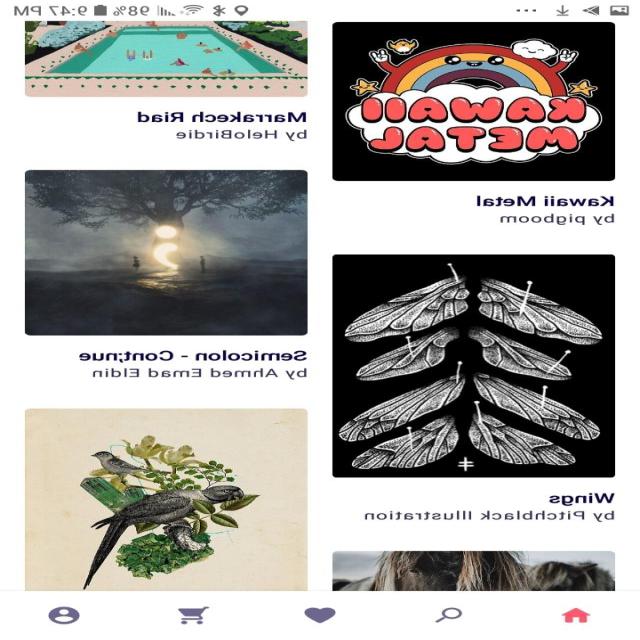 9:47 PM 98%
KAWAII
METAL
Kawaii Metal
by pigboom
Wings
by Pitchblack Illustration
Marrakech Riad
by HeloBirdie
Semicolon - Cont;nue
by Ahmed Emad Eldin